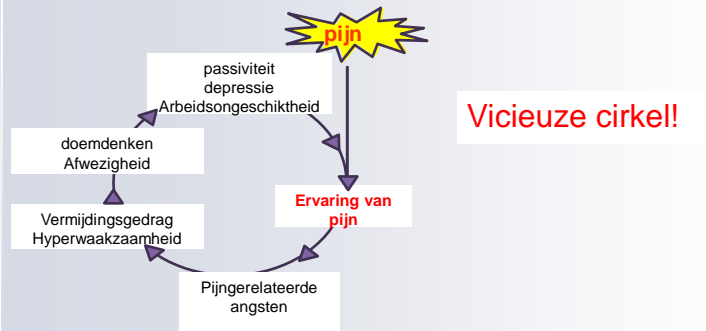 pijn
passiviteit
depressie
Arbeidsongeschiktheid
Vicieuze cirkel!
doemdenken
Afwezigheid
Ervaring van
pijn
Vermijdingsgedrag
Hyperwaakzaamheid
Pijngerelateerde
angsten